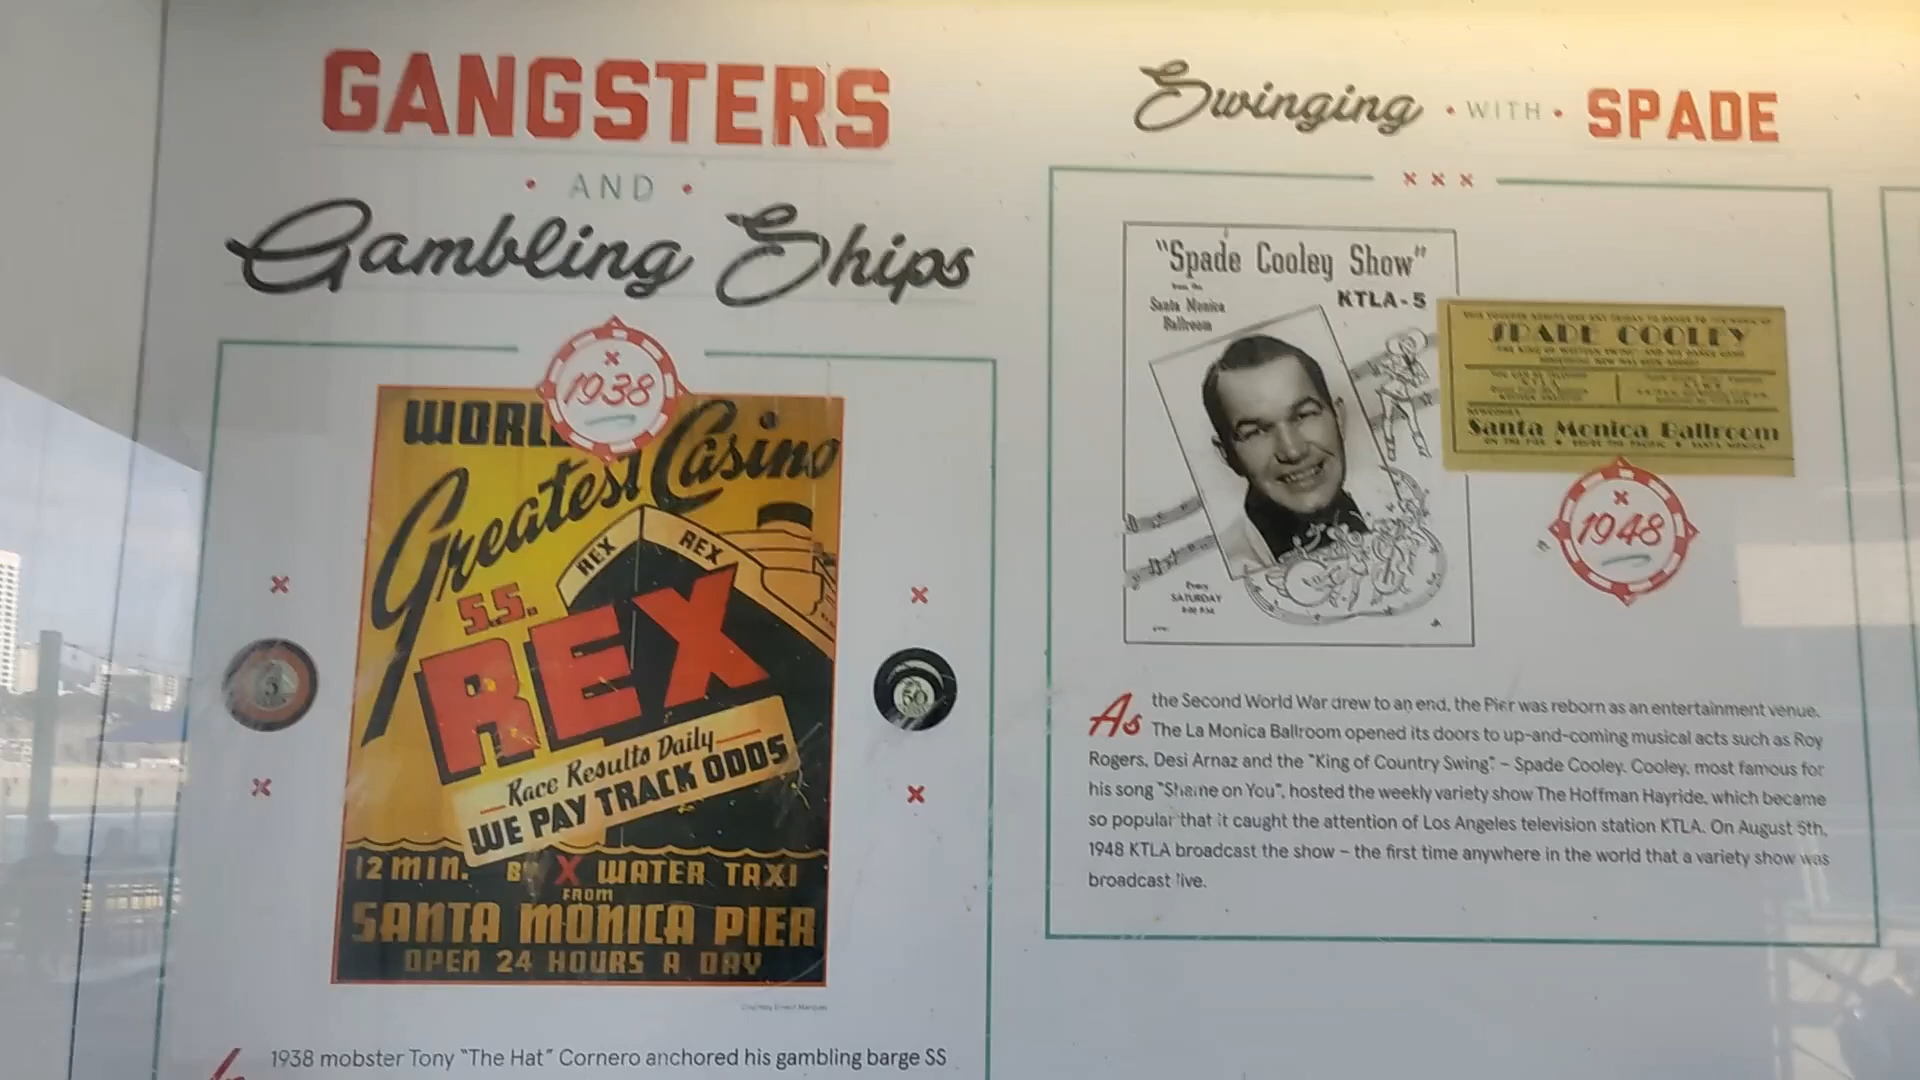 GANGSTERS
• AND •
Gambling Ships
1938
WORL
Greatest Casino
REX REX
S.S.
REX
Race Results Daily
WE PAY TRACK ODDS
12 MIN. BY X WATER TAXI
FROM
SANTA MONICA PIER
OPEN 24 HOURS A DAY
5
50
1938 mobster Tony "The Hat" Cornero anchored his gambling barge SS
Swinging • WITH • SPADE
"Spade Cooley Show"
from the
Santa Monica
Ballroom
KTLA-5
Every
SATURDAY
SPADE COOLEY
Santa Monica Ballroom
1948
As the Second World War drew to an end, the Pier was reborn as an entertainment venue.
The La Monica Ballroom opened its doors to up-and-coming musical acts such as Roy
Rogers, Desi Arnaz and the "King of Country Swing" – Spade Cooley. Cooley, most famous for
his song "Shame on You", hosted the weekly variety show The Hoffman Hayride, which became
so popular that it caught the attention of Los Angeles television station KTLA. On August 5th,
1948 KTLA broadcast the show – the first time anywhere in the world that a variety show was
broadcast live.